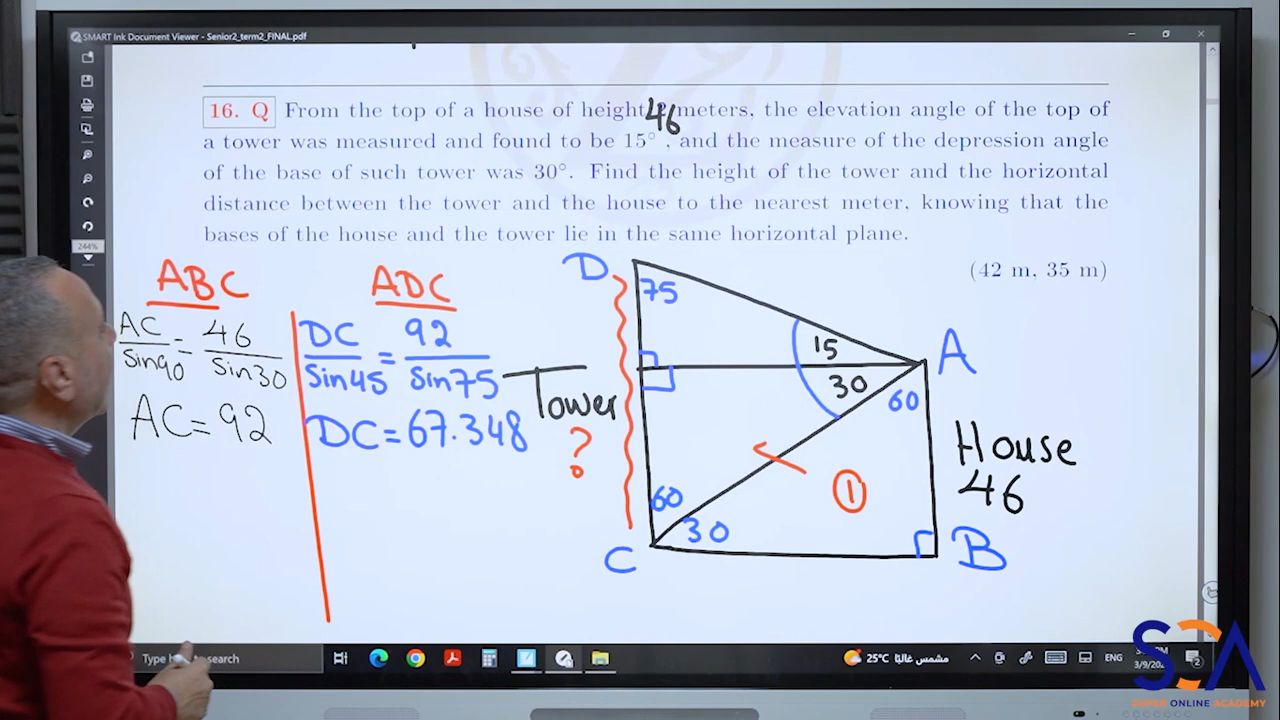 SMART Ink Document Viewer - Senior2_term2_FINAL.pdf
16. Q From the top of a house of height 46 meters, the elevation angle of the top of
a tower was measured and found to be 15°, and the measure of the depression angle
of the base of such tower was 30°. Find the height of the tower and the horizontal
distance between the tower and the house to the nearest meter, knowing that the
bases of the house and the tower lie in the same horizontal plane.
(42 m, 35 m)
244%
ABC
AC/Sin90 = 46/Sin30
AC = 92
ADC
DC/Sin45 = 92/Sin75
DC = 67.348
Tower
?
D
75
15
30
A
60
House
46
1
60
30
C
B
Type here to search
25°C مشمس غالبًا
ENG
2
SOA
SUPER ONLINE ACADEMY